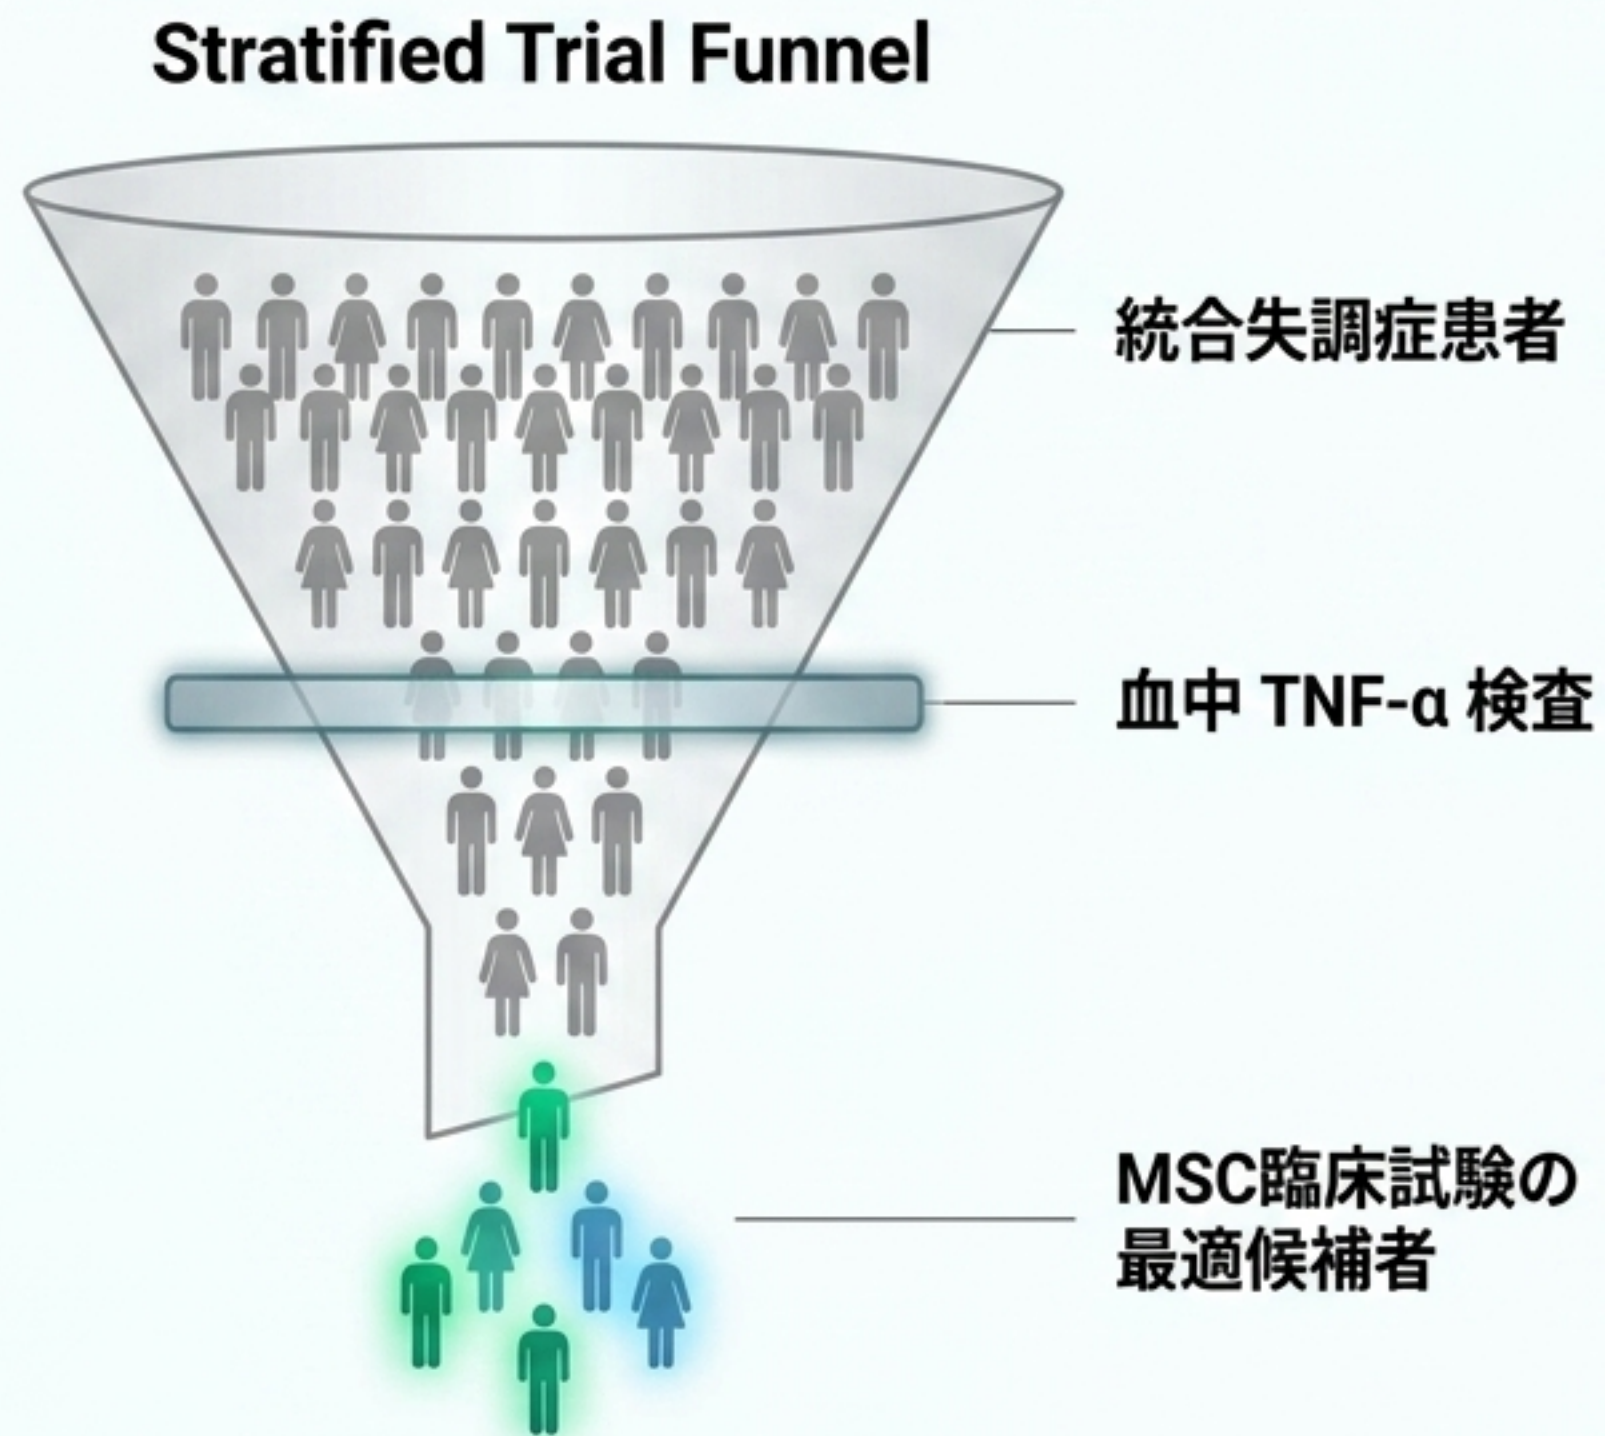 Stratified Trial Funnel
統合失調症患者
血中 TNF-α 検査
MSC臨床試験の
最適候補者